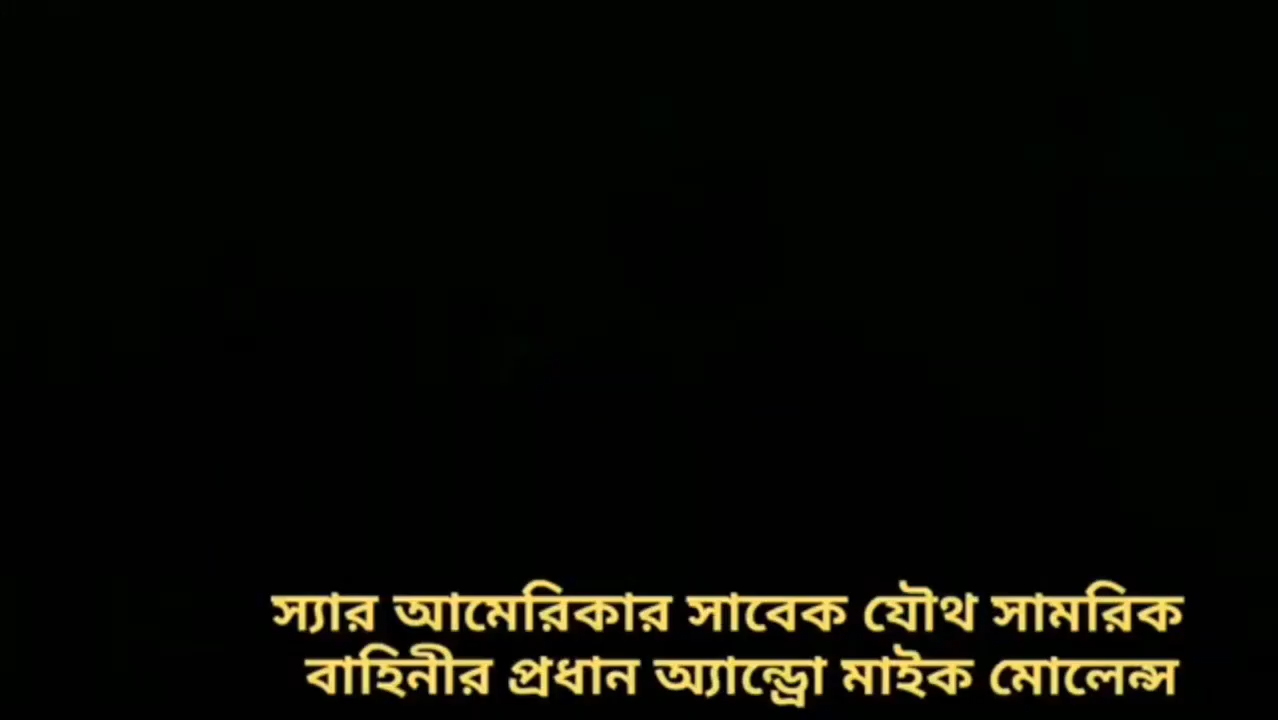 স্যার আমেরিকার সাবেক যৌথ সামরিক
বাহিনীর প্রধান অ্যান্ড্রো মাইক মোলেন্স